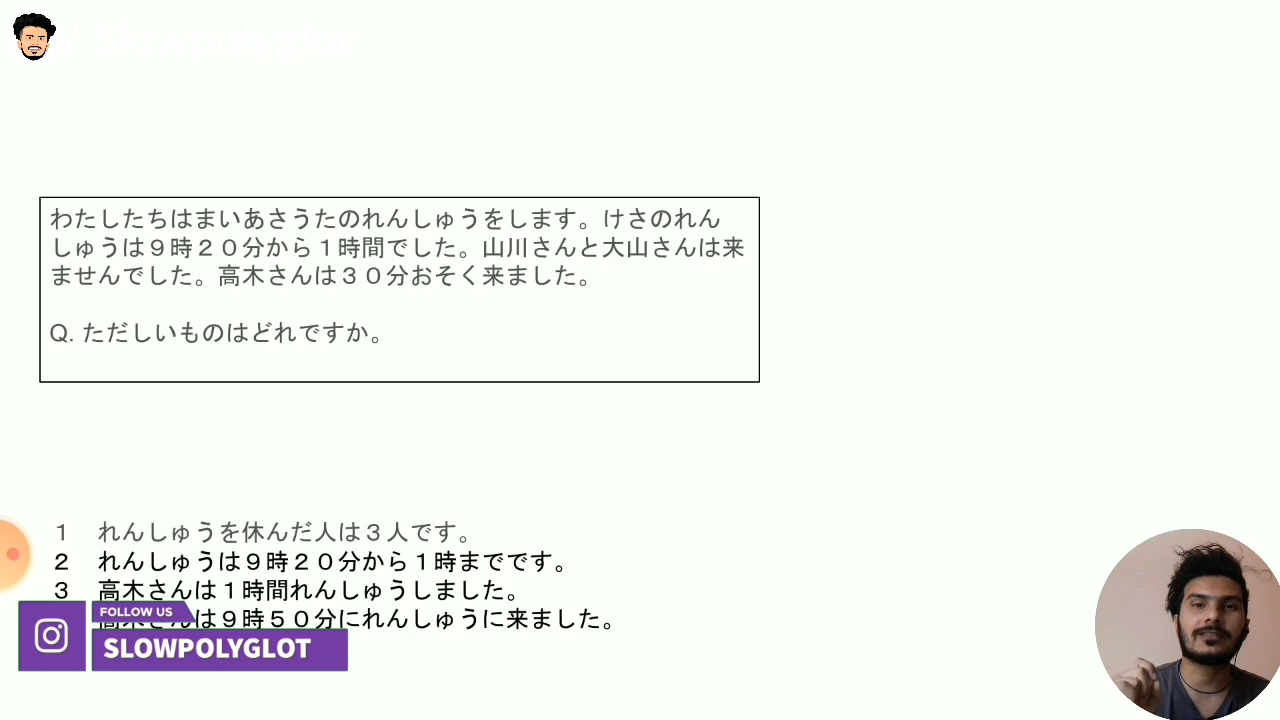 わたしたちはまいあさうたのれんしゅうをします。けさのれん
しゅうは９時２０分から１時間でした。山川さんと大山さんは来
ませんでした。高木さんは３０分おそく来ました。
Q. ただしいものはどれですか。
１　れんしゅうを休んだ人は３人です。
２　れんしゅうは９時２０分から１時までです。
３　高木さんは１時間れんしゅうしました。
高木さんは９時５０分にれんしゅうに来ました。
FOLLOW US
SLOWPOLYGLOT